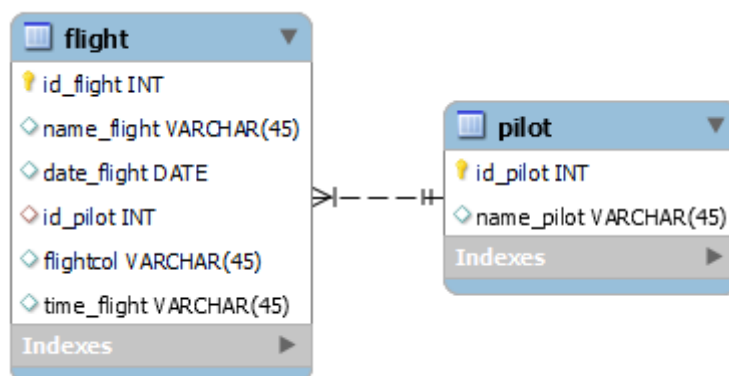 flight
id_flight INT
name_flight VARCHAR(45)
date_flight DATE
id_pilot INT
flightcol VARCHAR(45)
time_flight VARCHAR(45)
Indexes
pilot
id_pilot INT
name_pilot VARCHAR(45)
Indexes